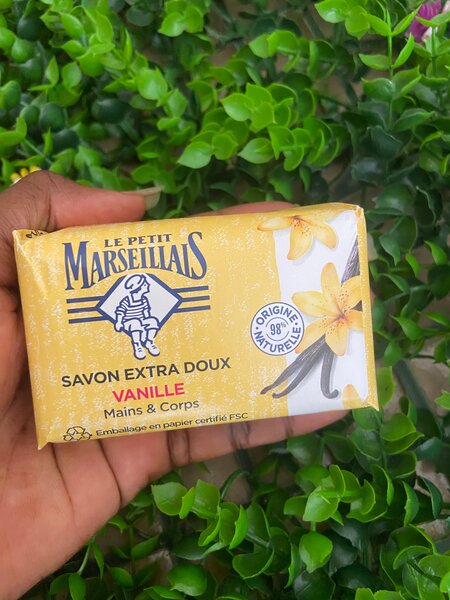 LE PETIT
MARSEILLAIS
ORIGINE
98%
NATURELLE
SAVON EXTRA DOUX
VANILLE
Mains & Corps
Emballage en papier certifié FSC